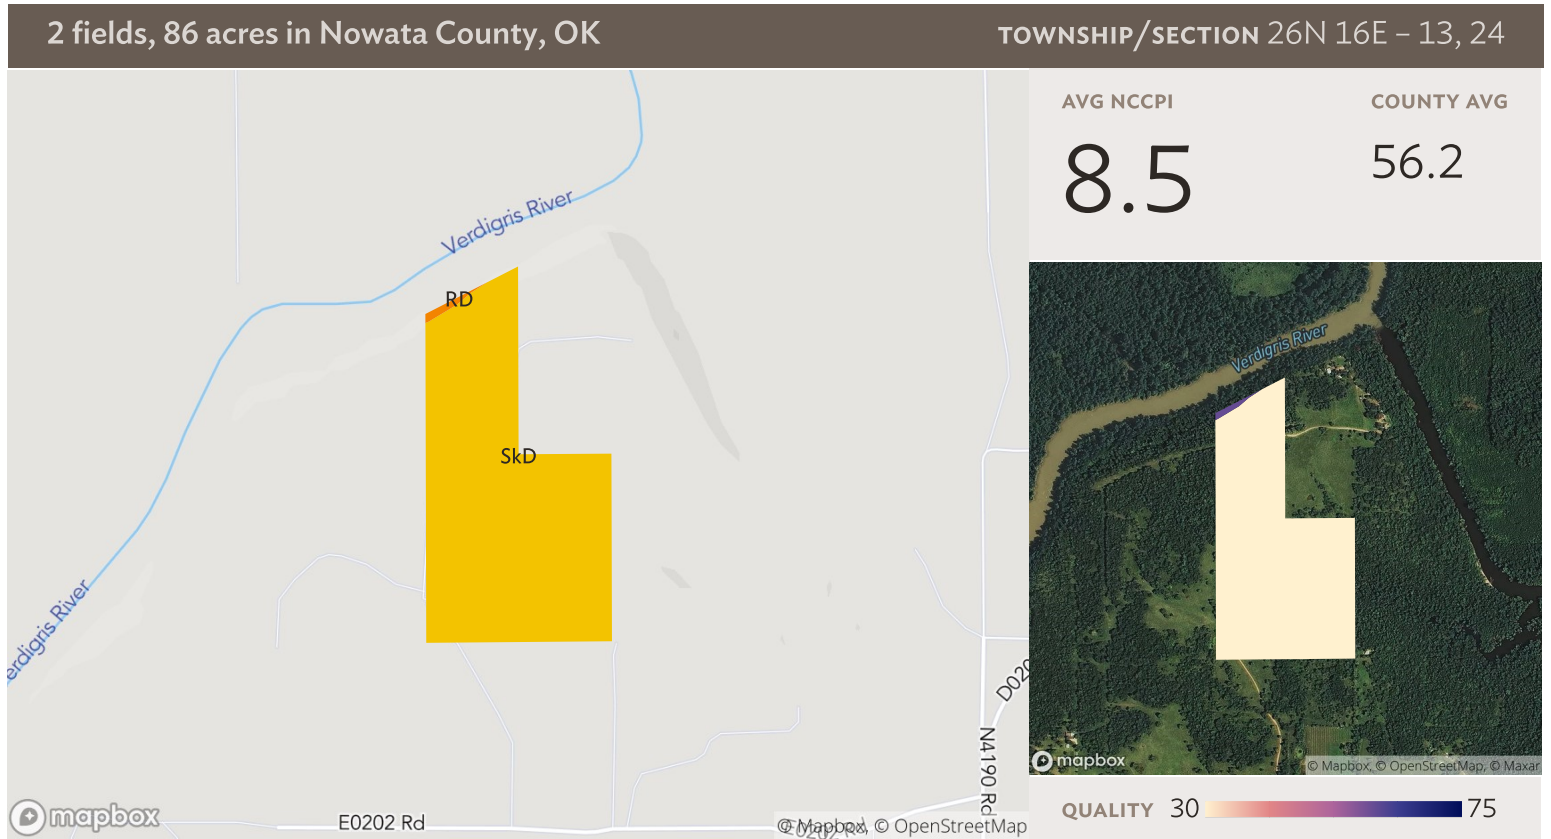 2 fields, 86 acres in Nowata County, OK
TOWNSHIP/SECTION 26N 16E – 13, 24
AVG NCCPI
COUNTY AVG
8.5
56.2
Verdigris River
RD
SkD
erdigris River
D020
N4190 Rd
E0202 Rd
mapbox
© Mapbox, © OpenStreetMap
Verdigris River
mapbox
© Mapbox, © OpenStreetMap, © Maxar
QUALITY 30 75